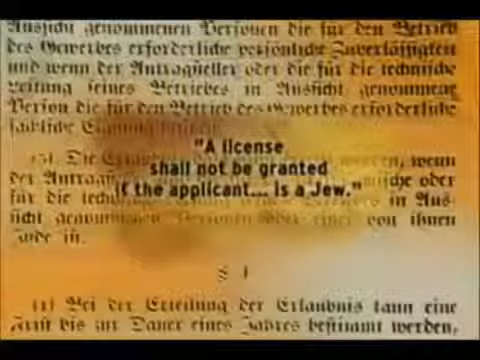 Aussicht genommenen Personen die für den Betrieb
des Gewerbes erforderliche persönliche Zuverlässigkeit
und wenn der Antragsteller oder die für die technische
Leitung seines Betriebes in Aussicht genommene
Person die für den Betrieb des Gewerbes erforderliche
fachliche Eignung
"A license
shall not be granted
if the applicant... is a Jew."
Die wenn
der oder
für die in Aus-
sicht genommenen Personen oder einer von ihnen
Jude ist.
§ 4
(1) Bei der Erteilung der Erlaubnis kann eine
Frist bis zur Dauer eines Jahres bestimmt werden,